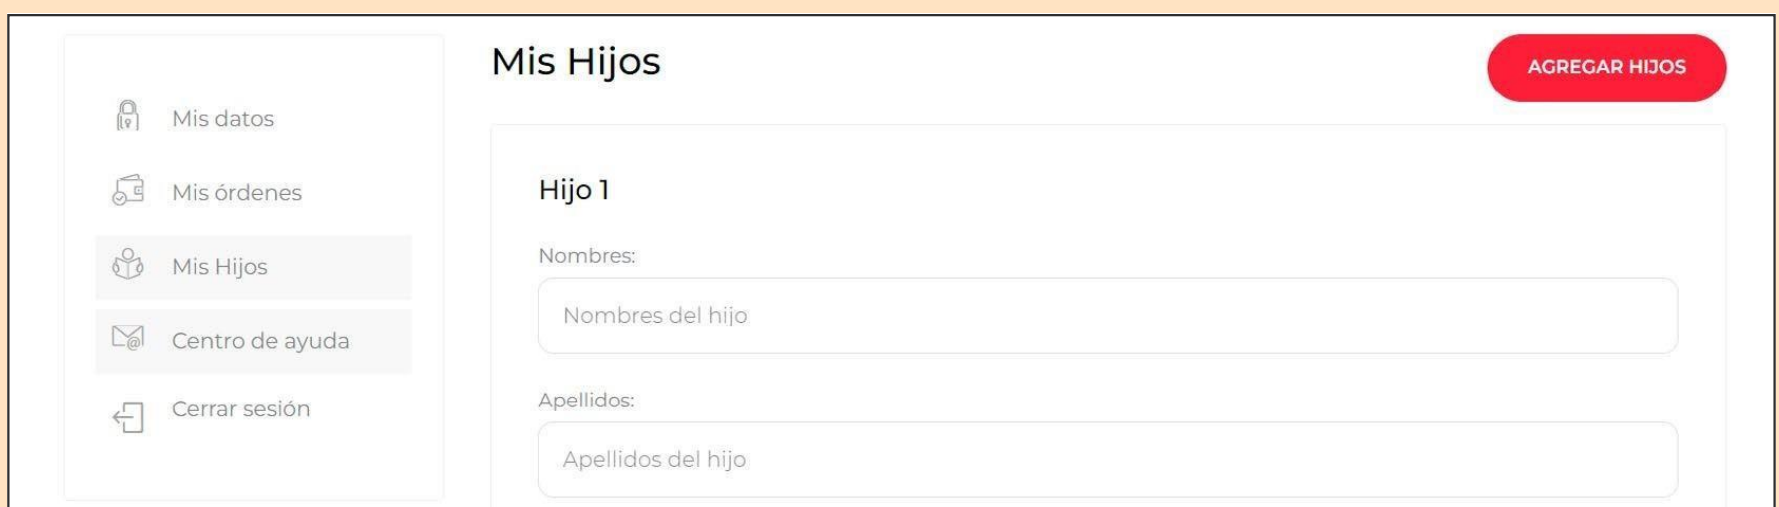 Mis datos
Mis órdenes
Mis Hijos
Centro de ayuda
Cerrar sesión
Mis Hijos
AGREGAR HIJOS
Hijo 1
Nombres:
Nombres del hijo
Apellidos:
Apellidos del hijo